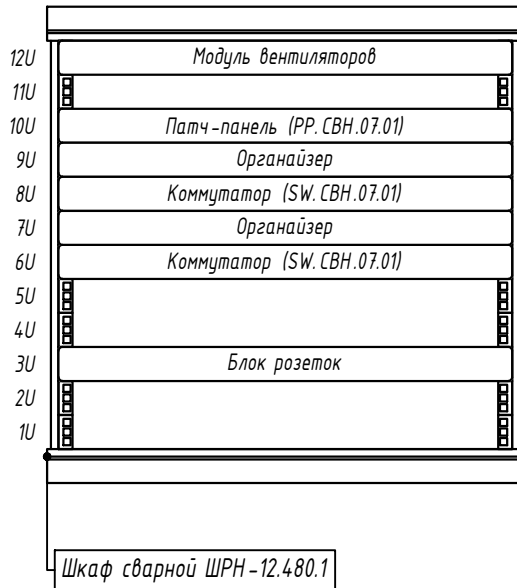 12U Модуль вентиляторов
11U
10U Патч-панель (PP.СВН.07.01)
9U Органайзер
8U Коммутатор (SW.СВН.07.01)
7U Органайзер
6U Коммутатор (SW.СВН.07.01)
5U
4U
3U Блок розеток
2U
1U
Шкаф сварной ШРН-12.480.1